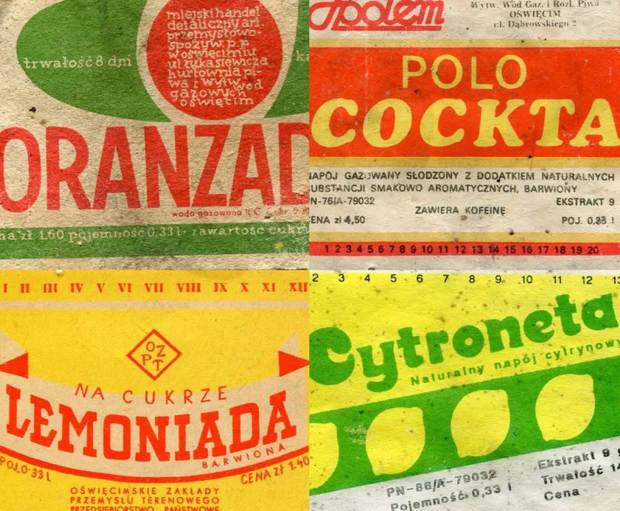 miejski handel
detaliczny art.
przemysłowo-
spożyw. p.p.
w oświęcimiu
ul. łukasiewicza
hurtownia pi-
wa i wytw. wód
gazowych
oświęcim
trwałość 8 dni
ORANZAD
woda gazowana
na zł 1.60 pojemność 0,33 l · zawartość cukru
społem
Wytw. Wód Gaz. i Rozl. Piwa
OŚWIĘCIM
ul. Dąbrowskiego 2
POLO
COCKTA
NAPÓJ GAZOWANY SŁODZONY Z DODATKIEM NATURALNYCH
SUBSTANCJI SMAKOWO AROMATYCZNYCH, BARWIONY
PN-76/A-79032
EKSTRAKT 9
ZAWIERA KOFEINĘ
CENA zł 4,50
POJ. 0,33 l
1 2 3 4 5 6 7 8 9 10 11 12 13 14 15 16 17 18 19 20
I II III IV V VI VII VIII IX X XI XII
OZPT
NA CUKRZE
LEMONIADA
BARWIONA
POJ. 0·33 l
CENA zł 1.40
OŚWIĘCIMSKIE ZAKŁADY
PRZEMYSŁU TERENOWEGO
PRZEDSIĘBIORSTWO PAŃSTWOWE
2 3 4 5 6 7 8 9 10 11 12 13
Cytroneta
Naturalny napój cytrynowy
PN-86/A-79032
Pojemność 0,33 l
Ekstrakt 9
Trwałość 14
Cena